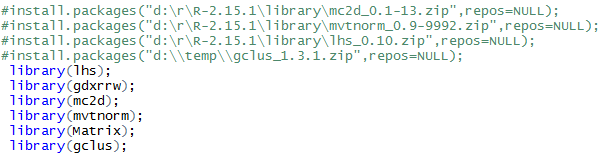 #install.packages("d:\r\R-2.15.1\library\mc2d_0.1-13.zip",repos=NULL);
#install.packages("d:\r\R-2.15.1\library\mvtnorm_0.9-9992.zip",repos=NULL);
#install.packages("d:\r\R-2.15.1\library\lhs_0.10.zip",repos=NULL);
#install.packages("d:\\temp\\gclus_1.3.1.zip",repos=NULL);
library(lhs);
library(gdxrrw);
library(mc2d);
library(mvtnorm);
library(Matrix);
library(gclus);